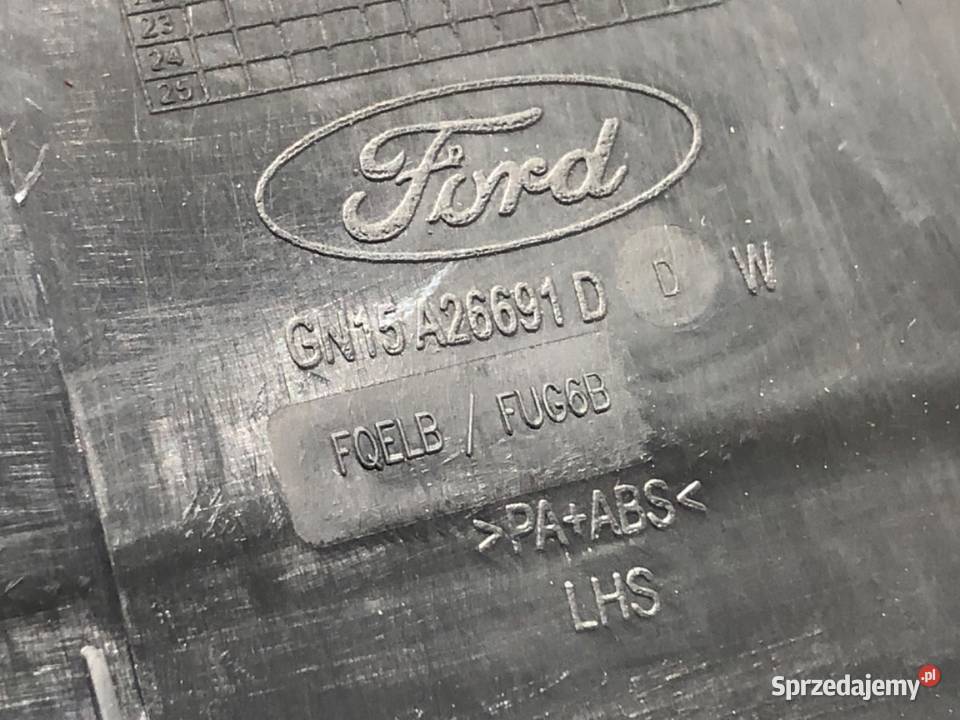 23
24
25
Ford
GN15 A26691 D D W
FQELB / FUG6B
>PA+ABS<
LHS
Sprzedajemy.pl